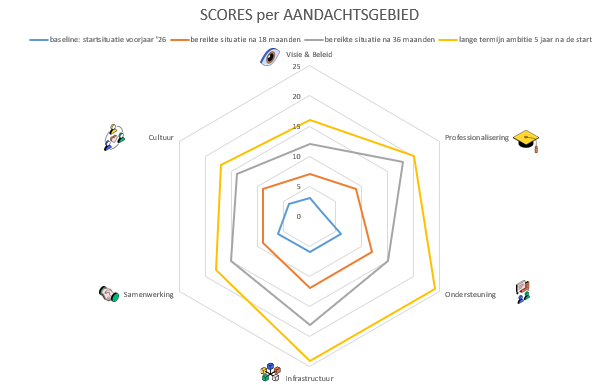 SCORES per AANDACHTSGEBIED
baseline: startsituatie voorjaar '26 bereikte situatie na 18 maanden bereikte situatie na 36 maanden lange termijn ambitie 5 jaar na de start
Visie & Beleid
25
20
Cultuur
Professionalisering
15
10
5
0
Samenwerking
Ondersteuning
Infrastructuur